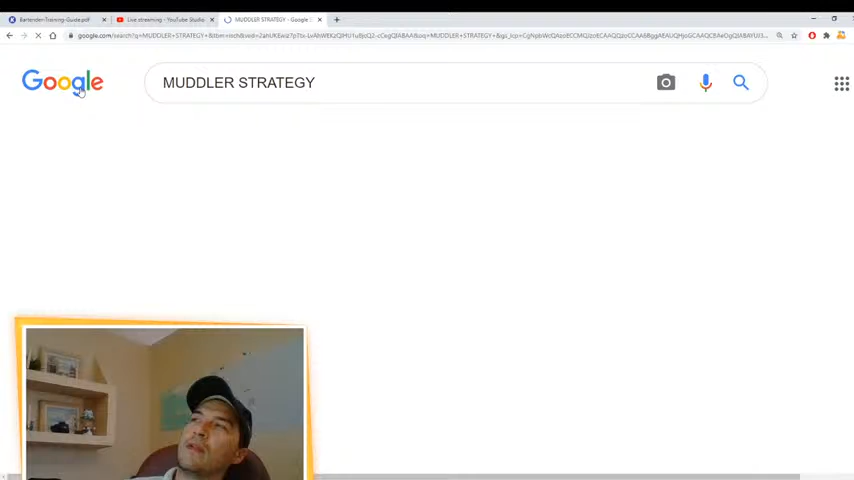 Bartender-Training-Guide.pdf
Live streaming - YouTube Studio
MUDDLER STRATEGY - Google S
Google
MUDDLER STRATEGY